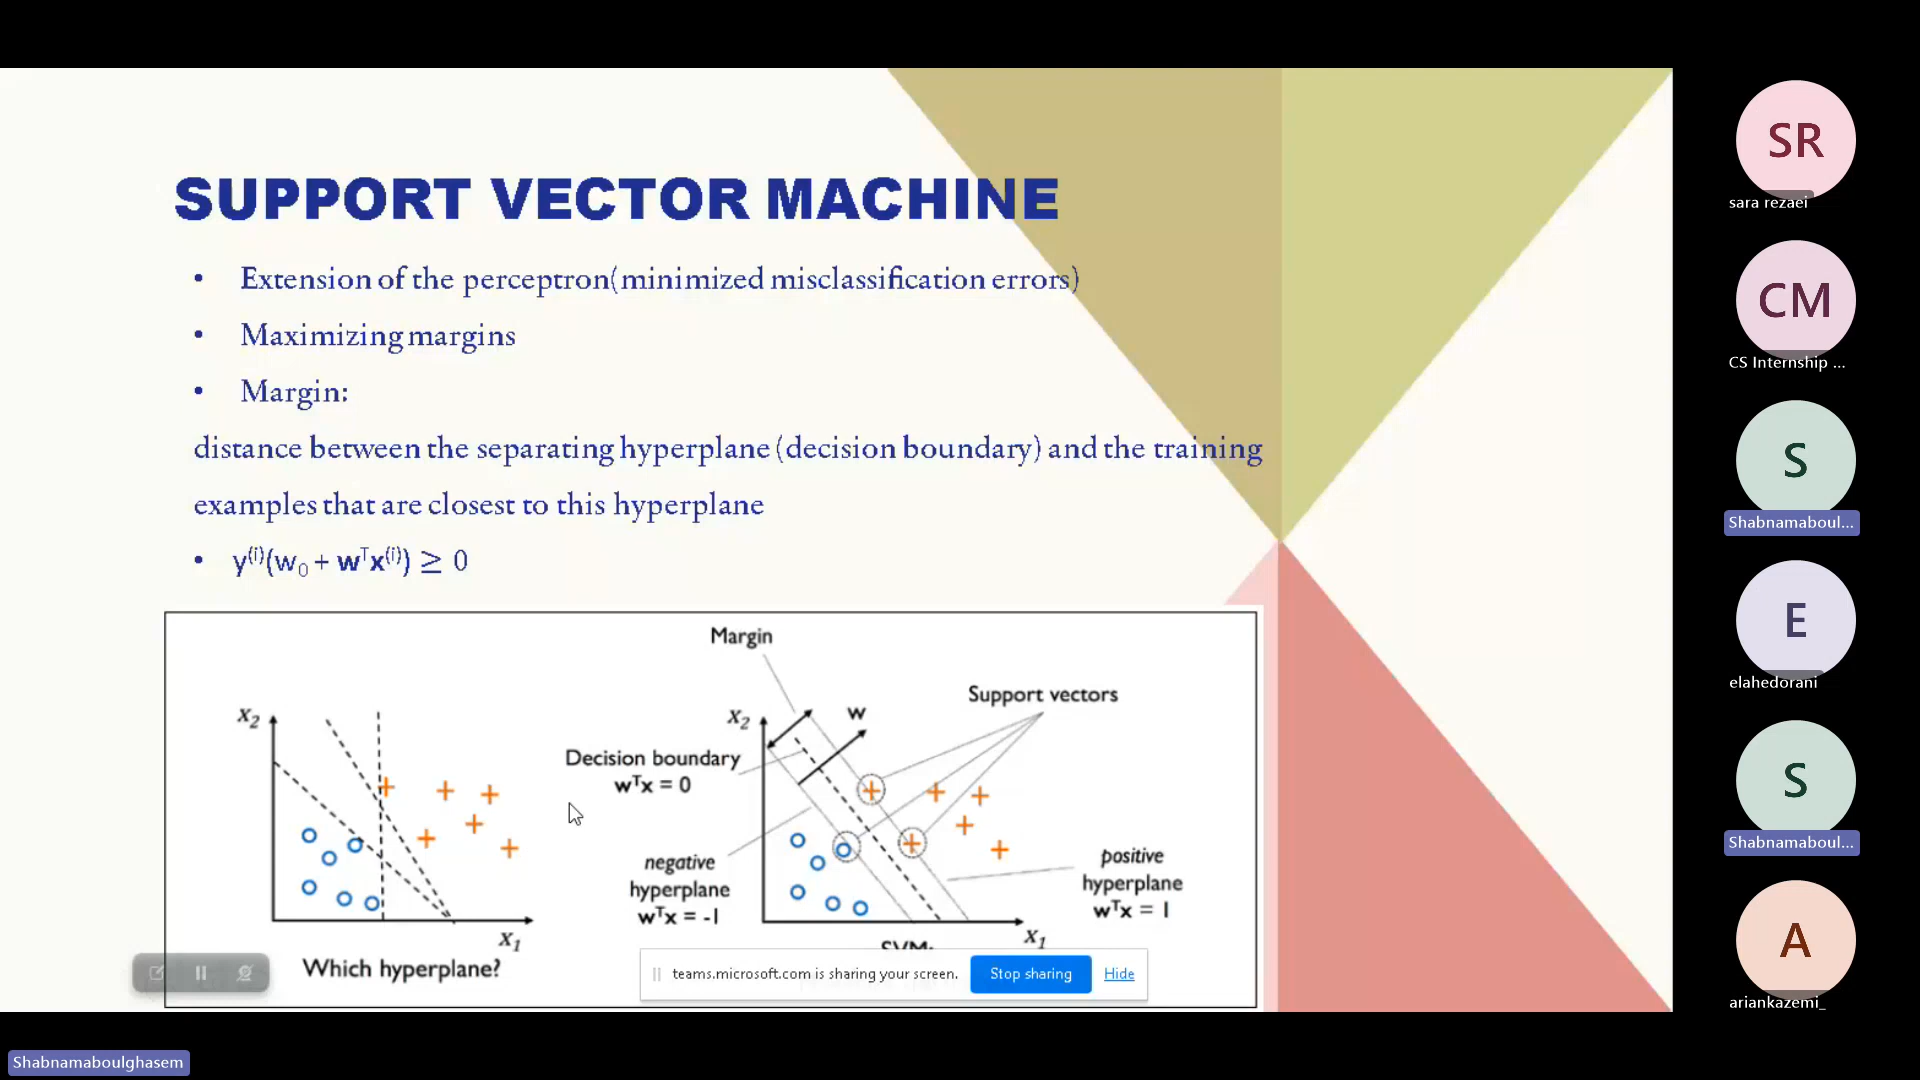 SUPPORT VECTOR MACHINE
• Extension of the perceptron(minimized misclassification errors)
• Maximizing margins
• Margin:
distance between the separating hyperplane (decision boundary) and the training
examples that are closest to this hyperplane
• y⁽ⁱ⁾(w₀ + wᵀx⁽ⁱ⁾) ≥ 0
x₂
x₁
Which hyperplane?
Margin
Support vectors
x₂
w
Decision boundary
wᵀx = 0
negative
hyperplane
wᵀx = -1
positive
hyperplane
wᵀx = 1
x₁
SVM:
teams.microsoft.com is sharing your screen.
Stop sharing
Hide
SR
sara rezaei
CM
CS Internship ...
S
Shabnamaboul...
E
elahedorani
S
Shabnamaboul...
A
ariankazemi_
Shabnamaboulghasem